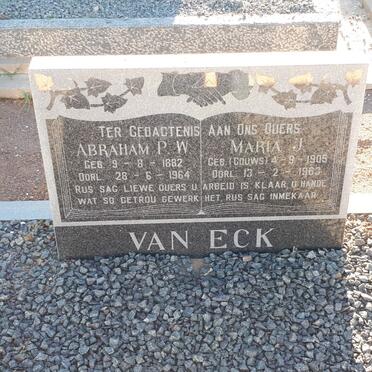 TER GEDAGTENIS AAN ONS OUERS
ABRAHAM P. W.
GEB. 9 - 8 - 1882
OORL. 28 - 6 - 1964
MARIA J.
GEB. (GOUWS) 4 - 9 - 1905
OORL. 13 - 2 - 1963
RUS SAG LIEWE OUERS U ARBEID IS KLAAR, U HANDE
WAT SO GETROU GEWERK HET, RUS SAG INMEKAAR.
VAN ECK